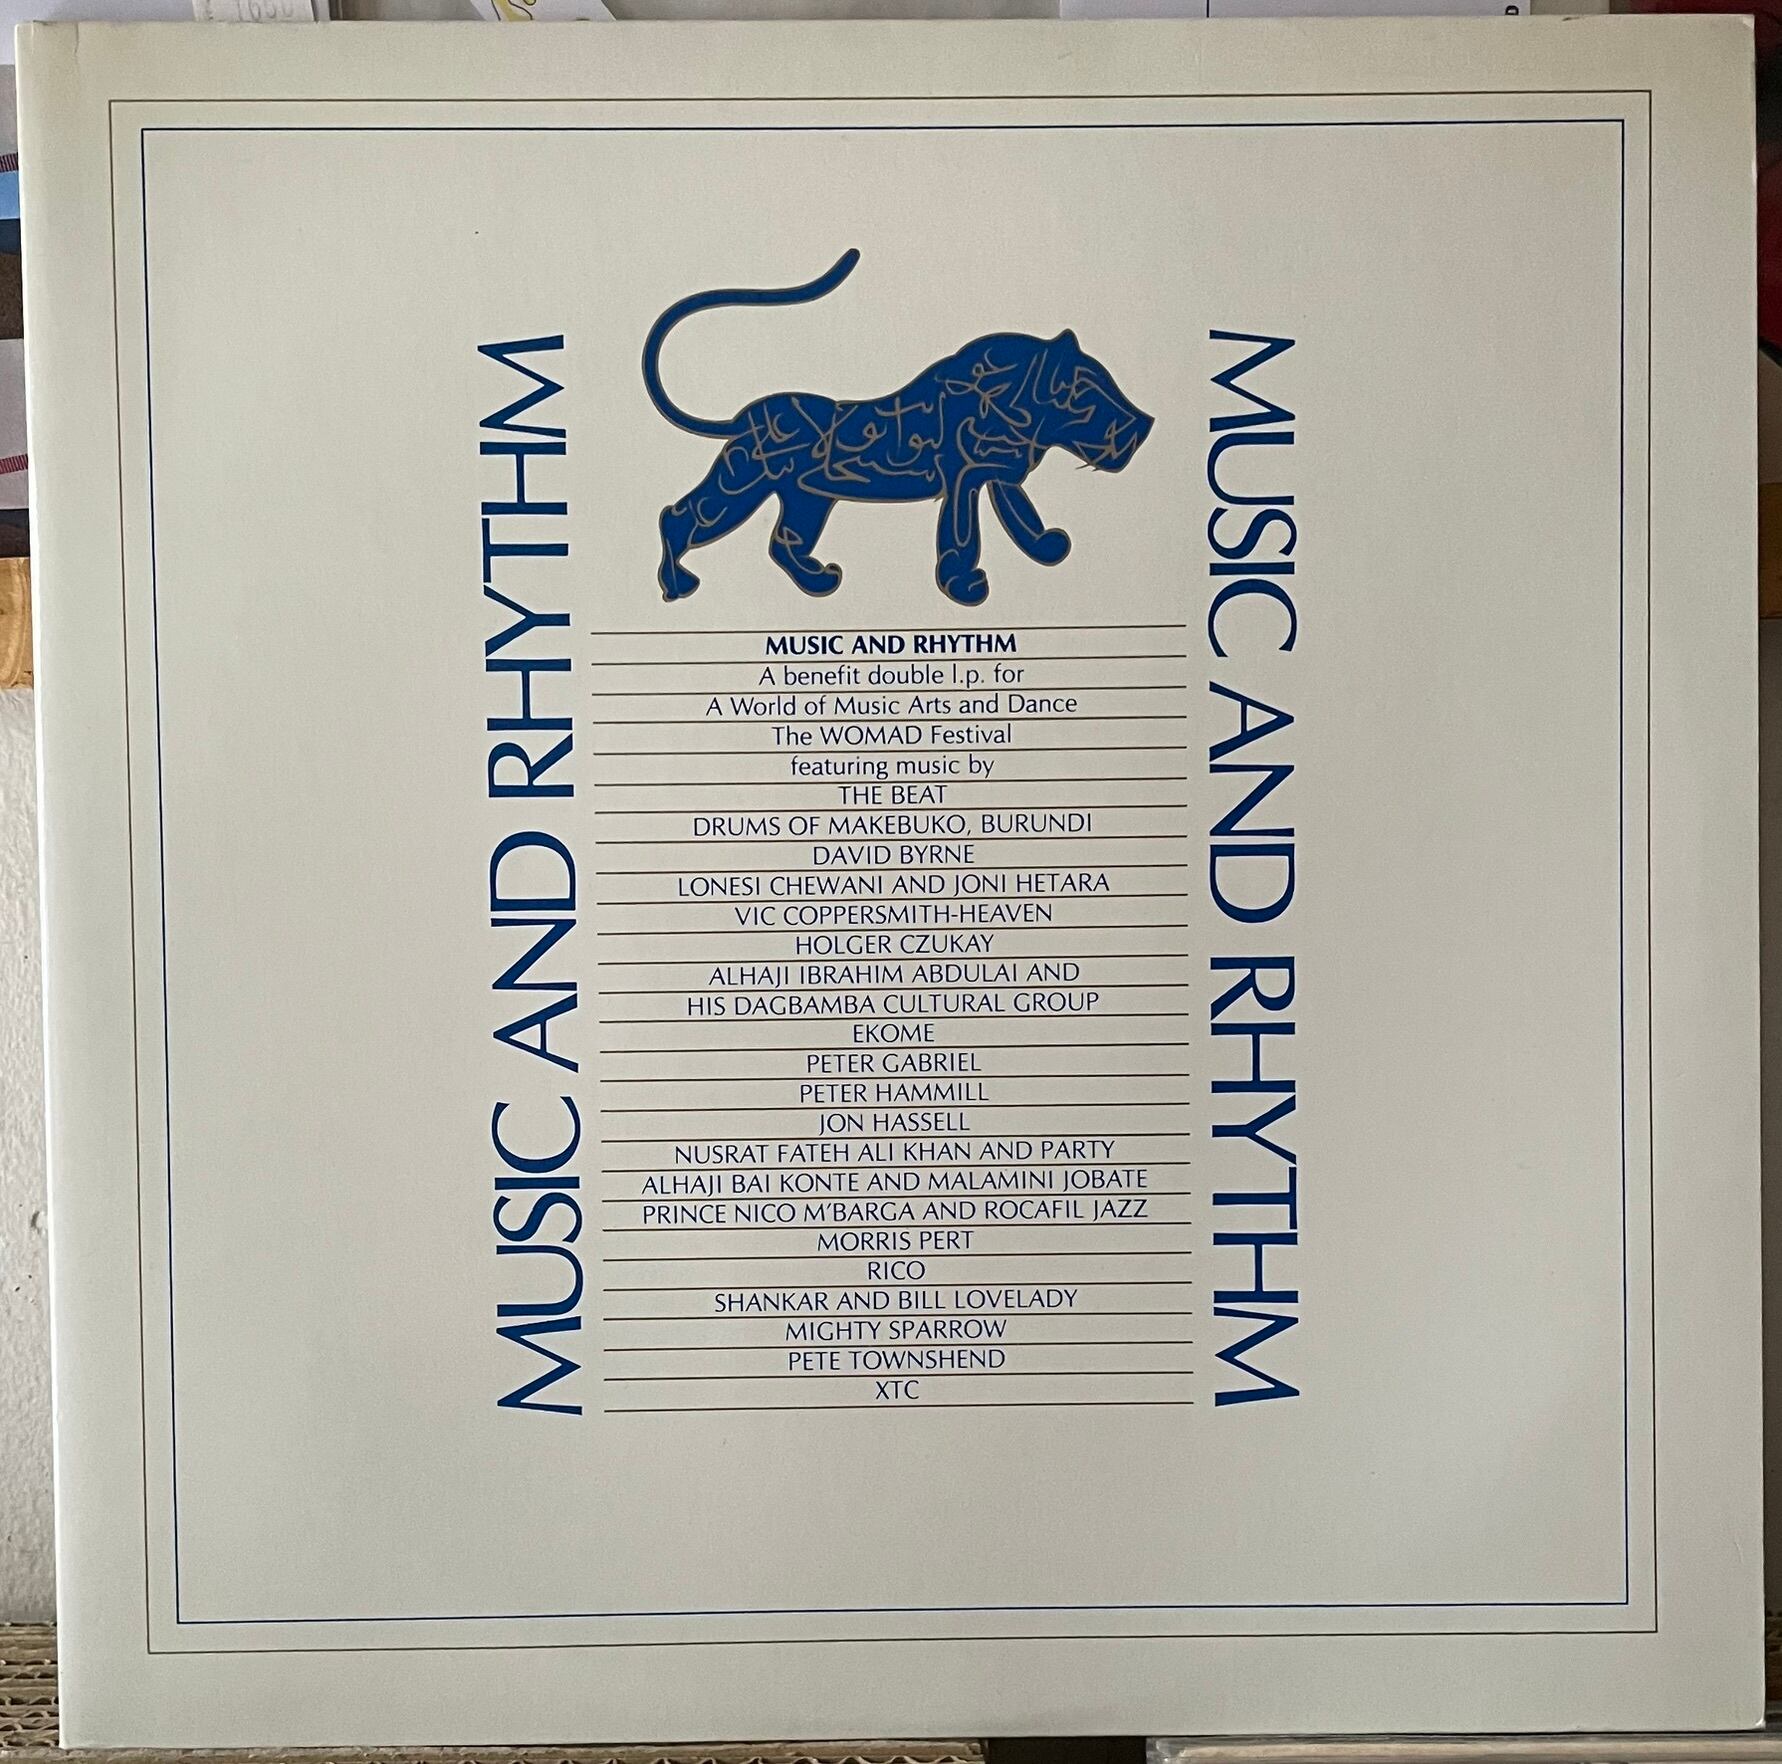 MUSIC AND RHYTHM
MUSIC AND RHYTHM
MUSIC AND RHYTHM
A benefit double l.p. for
A World of Music Arts and Dance
The WOMAD Festival
featuring music by
THE BEAT
DRUMS OF MAKEBUKO, BURUNDI
DAVID BYRNE
LONESI CHEWANI AND JONI HETARA
VIC COPPERSMITH-HEAVEN
HOLGER CZUKAY
ALHAJI IBRAHIM ABDULAI AND
HIS DAGBAMBA CULTURAL GROUP
EKOME
PETER GABRIEL
PETER HAMMILL
JON HASSELL
NUSRAT FATEH ALI KHAN AND PARTY
ALHAJI BAI KONTE AND MALAMINI JOBATE
PRINCE NICO M'BARGA AND ROCAFIL JAZZ
MORRIS PERT
RICO
SHANKAR AND BILL LOVELADY
MIGHTY SPARROW
PETE TOWNSHEND
XTC